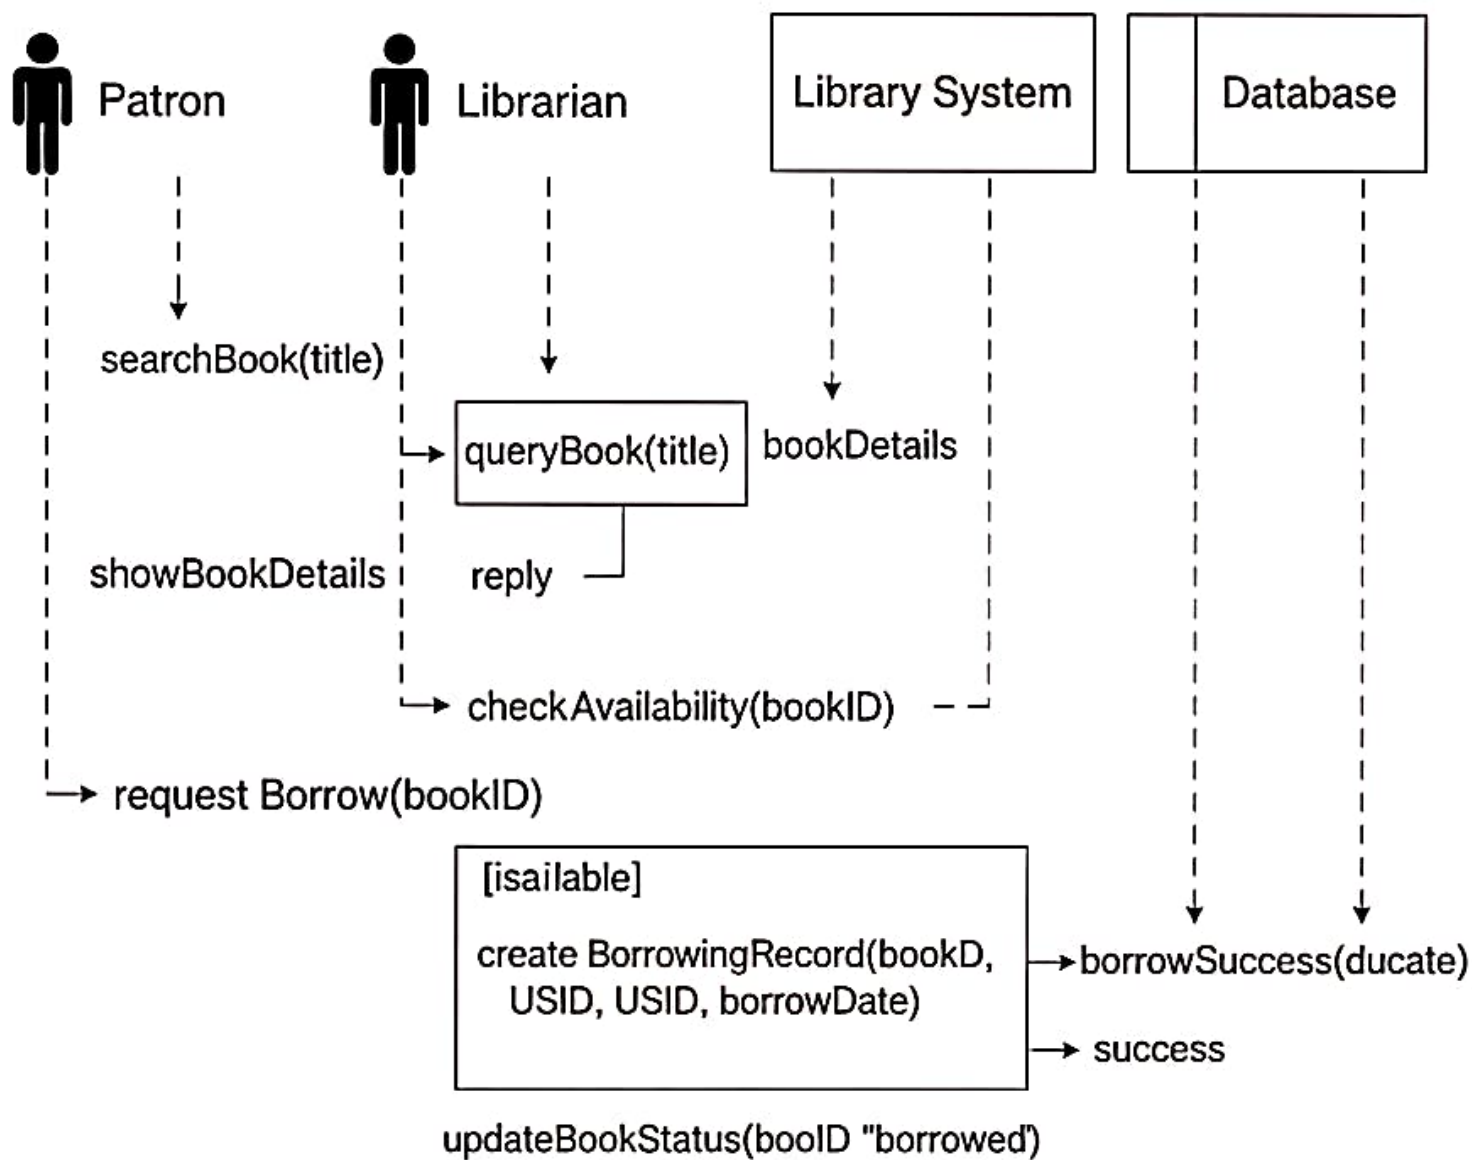 Patron
Librarian
Library System
Database
searchBook(title)
queryBook(title)
bookDetails
showBookDetails
reply
checkAvailability(bookID)
request Borrow(bookID)
[isailable]
create BorrowingRecord(bookD,
USID, USID, borrowDate)
borrowSuccess(ducate)
success
updateBookStatus(boolD "borrowed')